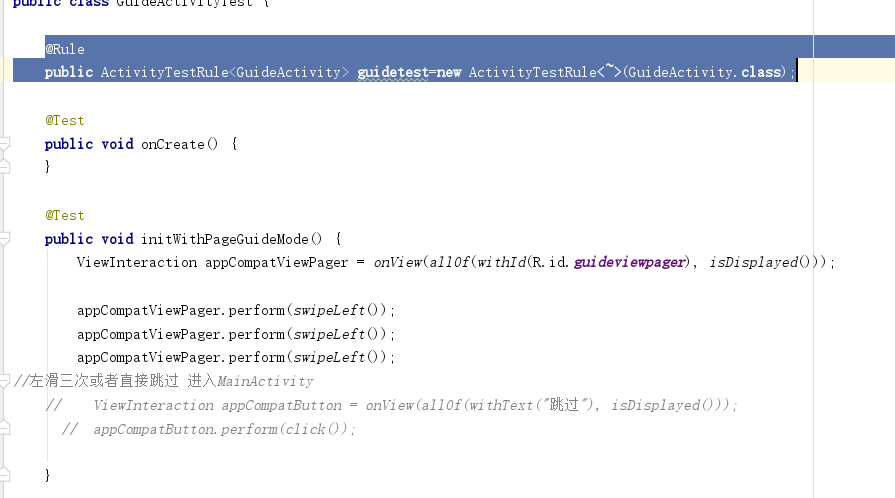 public class GuideActivityTest {
@Rule
public ActivityTestRule<GuideActivity> guidetest=new ActivityTestRule<~>(GuideActivity.class);
@Test
public void onCreate() {
}
@Test
public void initWithPageGuideMode() {
ViewInteraction appCompatViewPager = onView(allOf(withId(R.id.guideviewpager), isDisplayed()));
appCompatViewPager.perform(swipeLeft());
appCompatViewPager.perform(swipeLeft());
appCompatViewPager.perform(swipeLeft());
//左滑三次或者直接跳过 进入MainActivity
//    ViewInteraction appCompatButton = onView(allOf(withText("跳过"), isDisplayed()));
//  appCompatButton.perform(click());
}